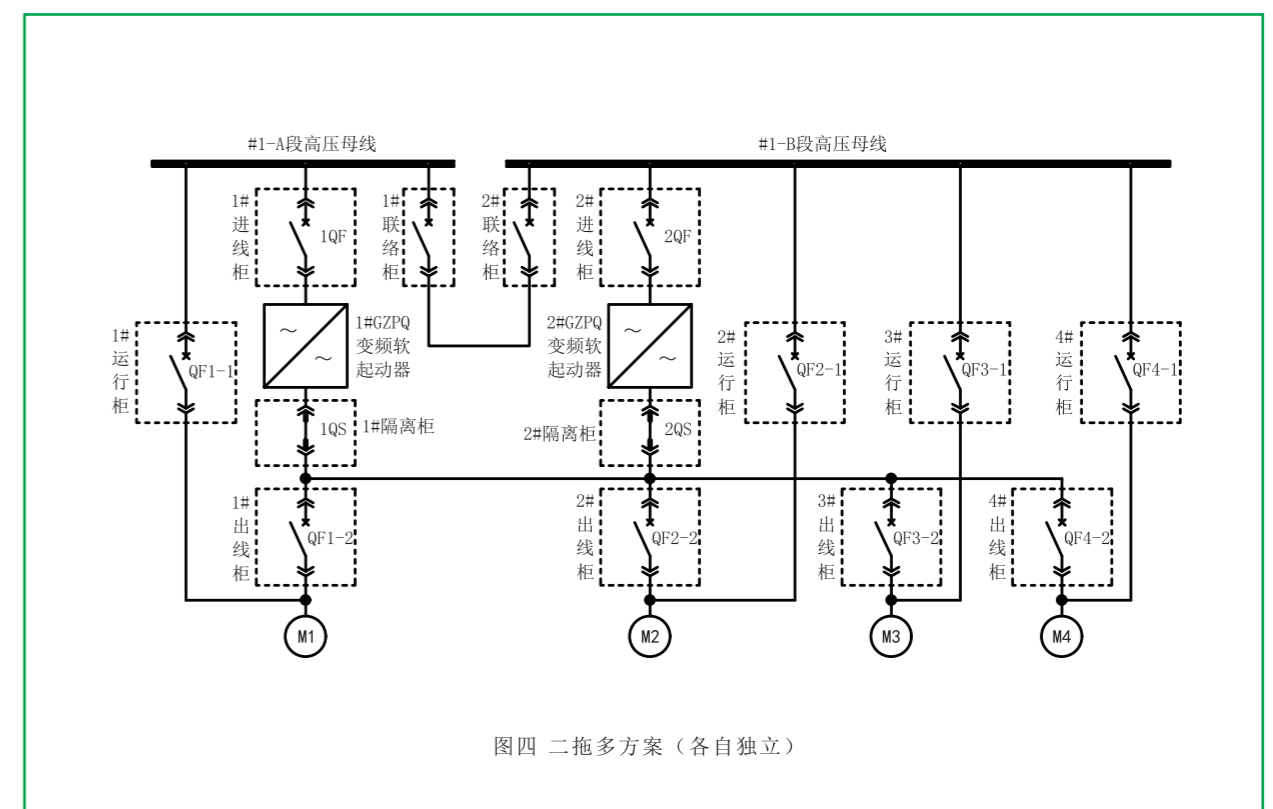 #1-A段高压母线
#1-B段高压母线
1#
进
线
柜
1QF
1#
联
络
柜
2#
联
络
柜
2#
进
线
柜
2QF
1#
运
行
柜
QF1-1
～
～
1#GZPQ
变频软
起动器
2#GZPQ
变频软
起动器
～
～
2#
运
行
柜
QF2-1
3#
运
行
柜
QF3-1
4#
运
行
柜
QF4-1
1QS
1#隔离柜
2#隔离柜
2QS
1#
出
线
柜
QF1-2
2#
出
线
柜
QF2-2
3#
出
线
柜
QF3-2
4#
出
线
柜
QF4-2
M1
M2
M3
M4
图四 二拖多方案（各自独立）